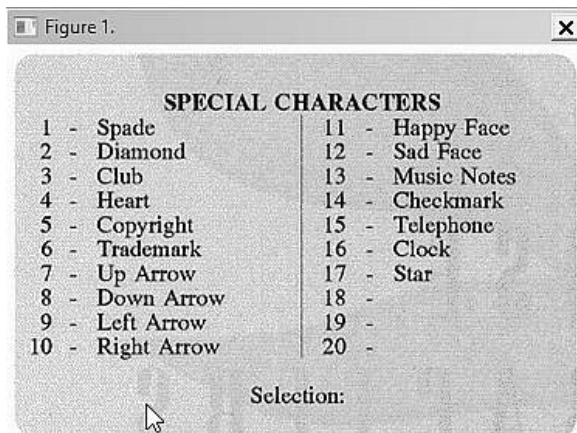 Figure 1.
SPECIAL CHARACTERS
1 - Spade
2 - Diamond
3 - Club
4 - Heart
5 - Copyright
6 - Trademark
7 - Up Arrow
8 - Down Arrow
9 - Left Arrow
10 - Right Arrow
11 - Happy Face
12 - Sad Face
13 - Music Notes
14 - Checkmark
15 - Telephone
16 - Clock
17 - Star
18 -
19 -
20 -
Selection: